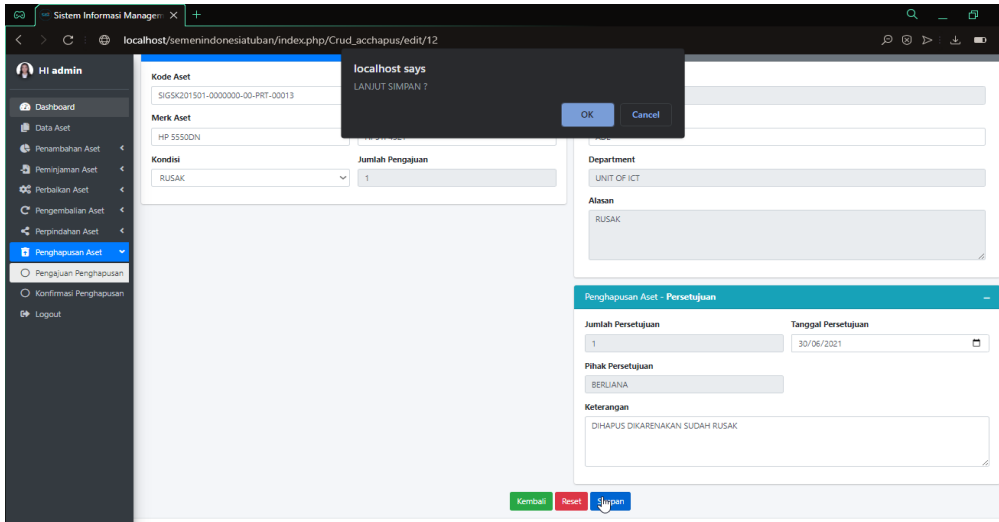 Sistem Informasi Managem
localhost/semenindonesiatuban/index.php/Crud_acchapus/edit/12
HI admin
Dashboard
Data Aset
Penambahan Aset
Peminjaman Aset
Perbaikan Aset
Pengembalian Aset
Perpindahan Aset
Penghapusan Aset
Pengajuan Penghapusan
Konfirmasi Penghapusan
Logout
localhost says
LANJUT SIMPAN ?
OK
Cancel
Kode Aset
SIGSK201501-0000000-00-PRT-00013
Merk Aset
HP 5550DN
Kondisi
Jumlah Pengajuan
RUSAK
1
Department
UNIT OF ICT
Alasan
RUSAK
Penghapusan Aset - Persetujuan
Jumlah Persetujuan
Tanggal Persetujuan
1
30/06/2021
Pihak Persetujuan
BERLIANA
Keterangan
DIHAPUS DIKARENAKAN SUDAH RUSAK
Kembali
Reset
Simpan